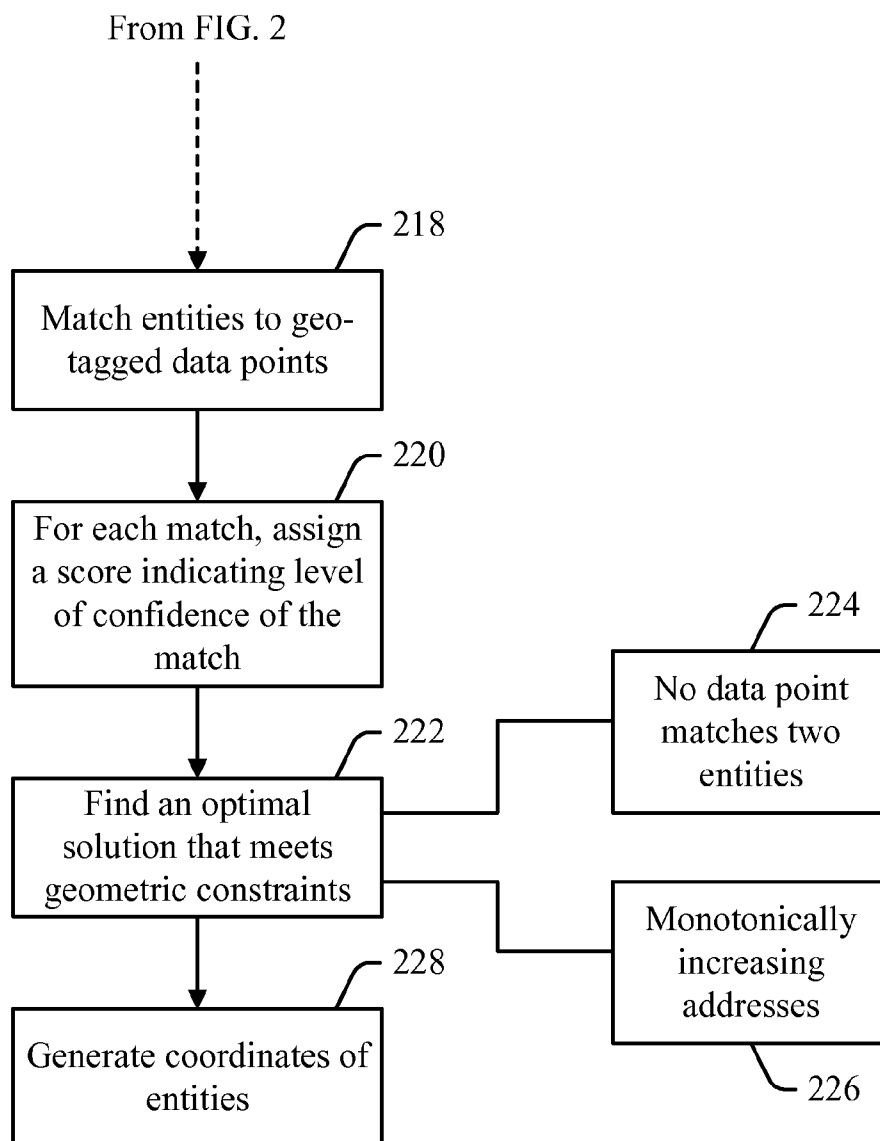 From FIG. 2
218
Match entities to geo-
tagged data points
220
For each match, assign
a score indicating level
of confidence of the
match
224
No data point
matches two
entities
222
Find an optimal
solution that meets
geometric constraints
Monotonically
increasing
addresses
226
228
Generate coordinates of
entities